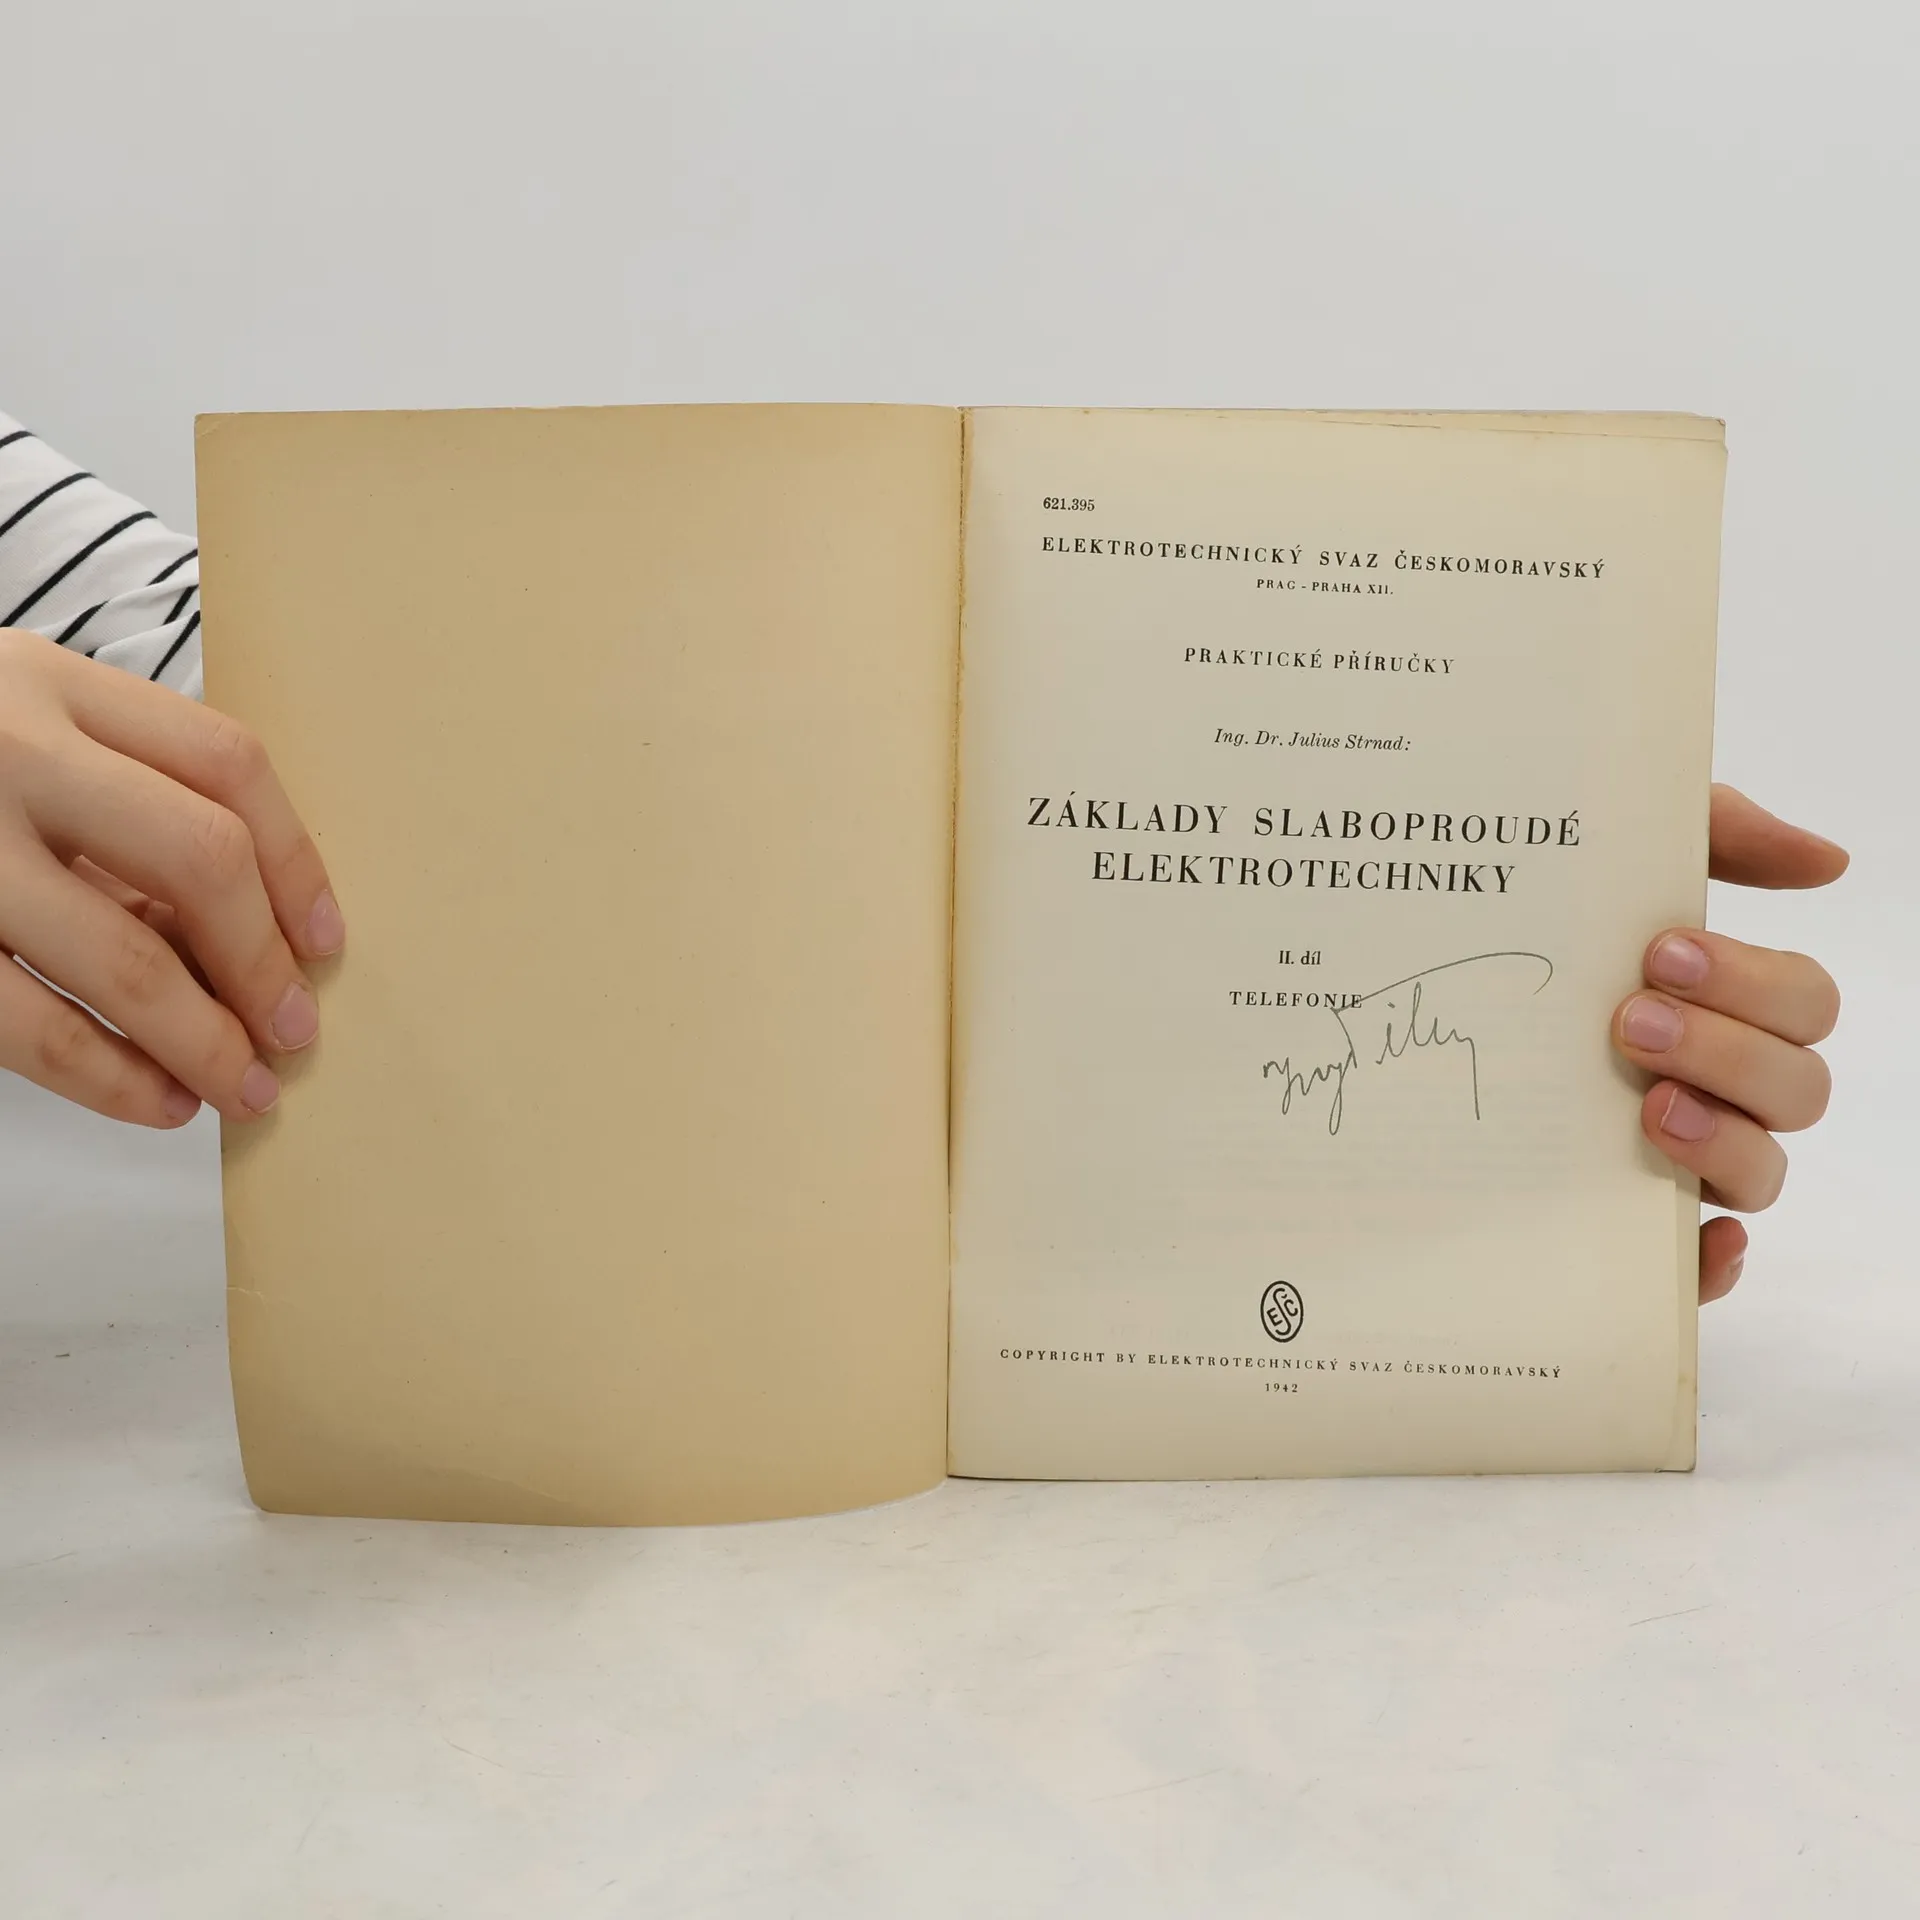 621.395
ELEKTROTECHNICKÝ SVAZ ČESKOMORAVSKÝ
PRAG - PRAHA XII.
PRAKTICKÉ PŘÍRUČKY
Ing. Dr. Julius Strnad:
ZÁKLADY SLABOPROUDÉ
ELEKTROTECHNIKY
II. díl
TELEFONIE
ESČ
COPYRIGHT BY ELEKTROTECHNICKÝ SVAZ ČESKOMORAVSKÝ
1942